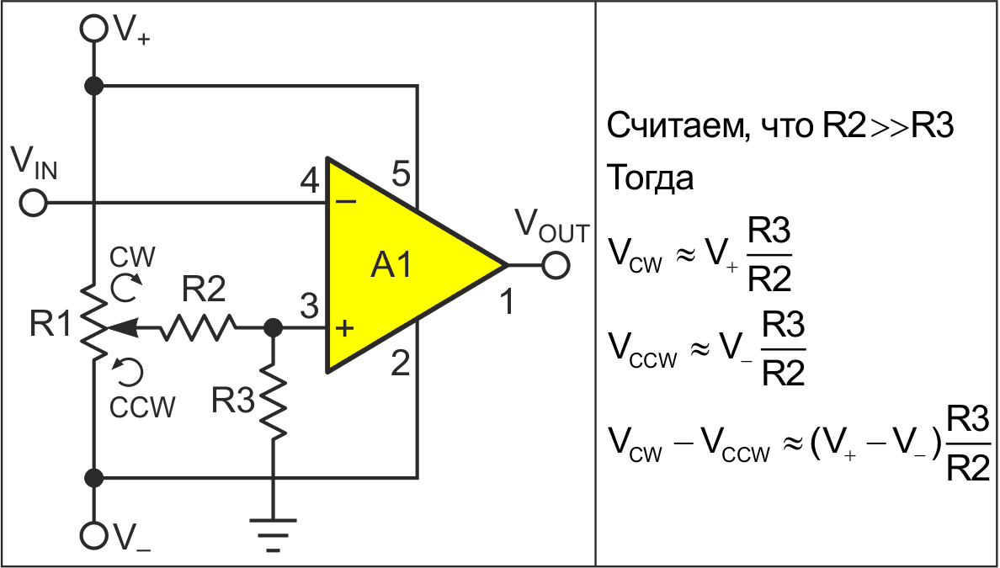 V+
VIN
4
5
−
A1
VOUT
1
CW
R2
3
+
R1
2
CCW
R3
V−
Считаем, что R2>>R3
Тогда
VCW ≈ V+ R3/R2
VCCW ≈ V− R3/R2
VCW − VCCW ≈ (V+ − V−) R3/R2